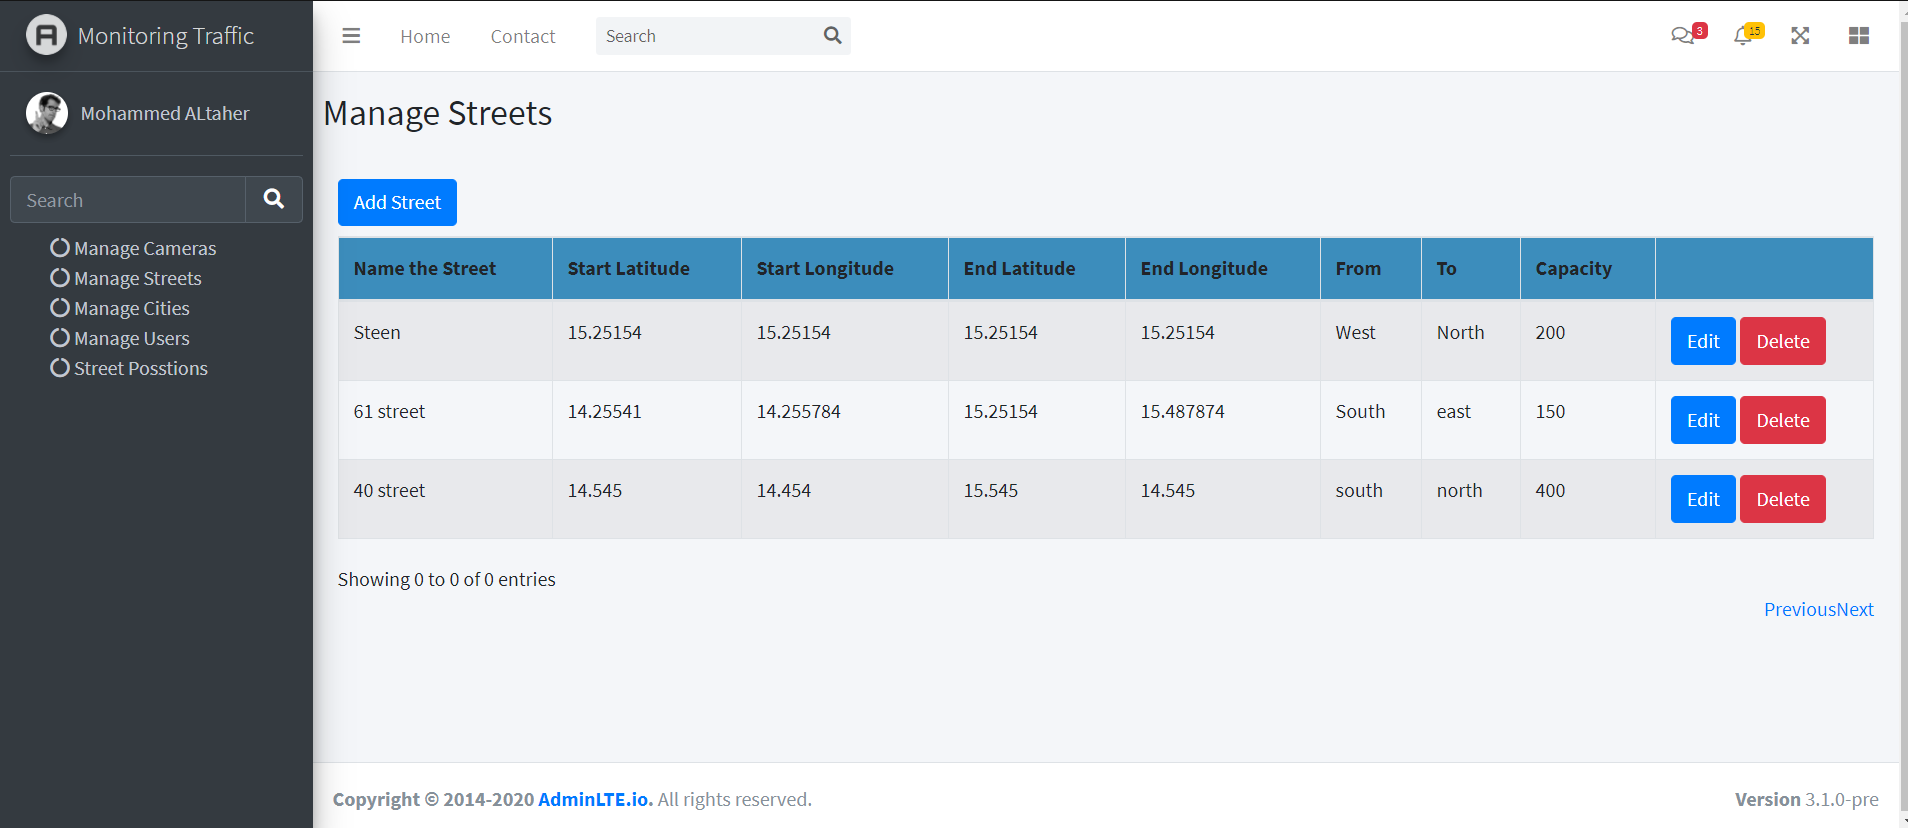 Monitoring Traffic
Home Contact Search 3 15
Mohammed ALtaher
Manage Streets
Search
Add Street
Manage Cameras
Manage Streets
Manage Cities
Manage Users
Street Posstions
Name the Street Start Latitude Start Longitude End Latitude End Longitude From To Capacity
Steen 15.25154 15.25154 15.25154 15.25154 West North 200 Edit Delete
61 street 14.25541 14.255784 15.25154 15.487874 South east 150 Edit Delete
40 street 14.545 14.454 15.545 14.545 south north 400 Edit Delete
Showing 0 to 0 of 0 entries
PreviousNext
Copyright © 2014-2020 AdminLTE.io. All rights reserved. Version 3.1.0-pre